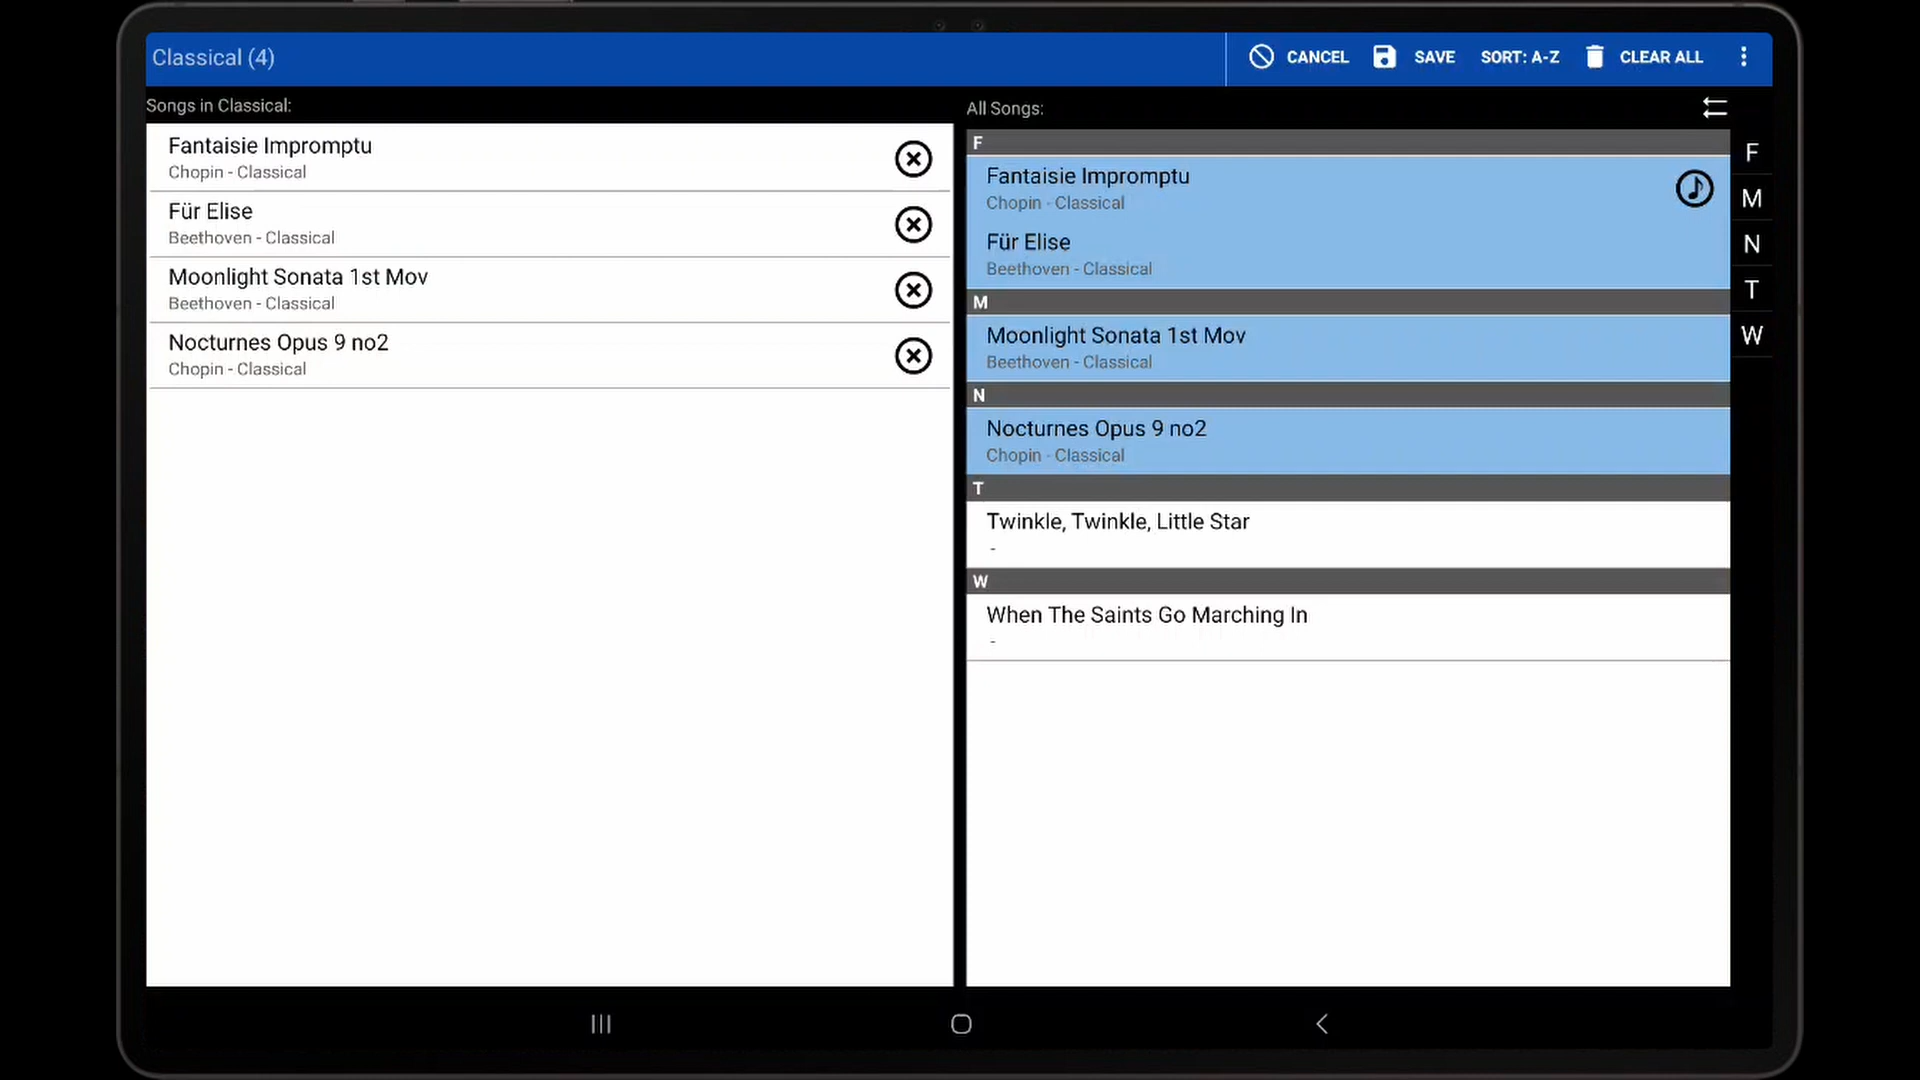 Classical (4)
CANCEL
SAVE
SORT: A-Z
CLEAR ALL
Songs in Classical:
Fantaisie Impromptu
Chopin - Classical
Für Elise
Beethoven - Classical
Moonlight Sonata 1st Mov
Beethoven - Classical
Nocturnes Opus 9 no2
Chopin - Classical
All Songs:
F
Fantaisie Impromptu
Chopin - Classical
Für Elise
Beethoven - Classical
M
Moonlight Sonata 1st Mov
Beethoven - Classical
N
Nocturnes Opus 9 no2
Chopin - Classical
T
Twinkle, Twinkle, Little Star
-
W
When The Saints Go Marching In
-
F
M
N
T
W